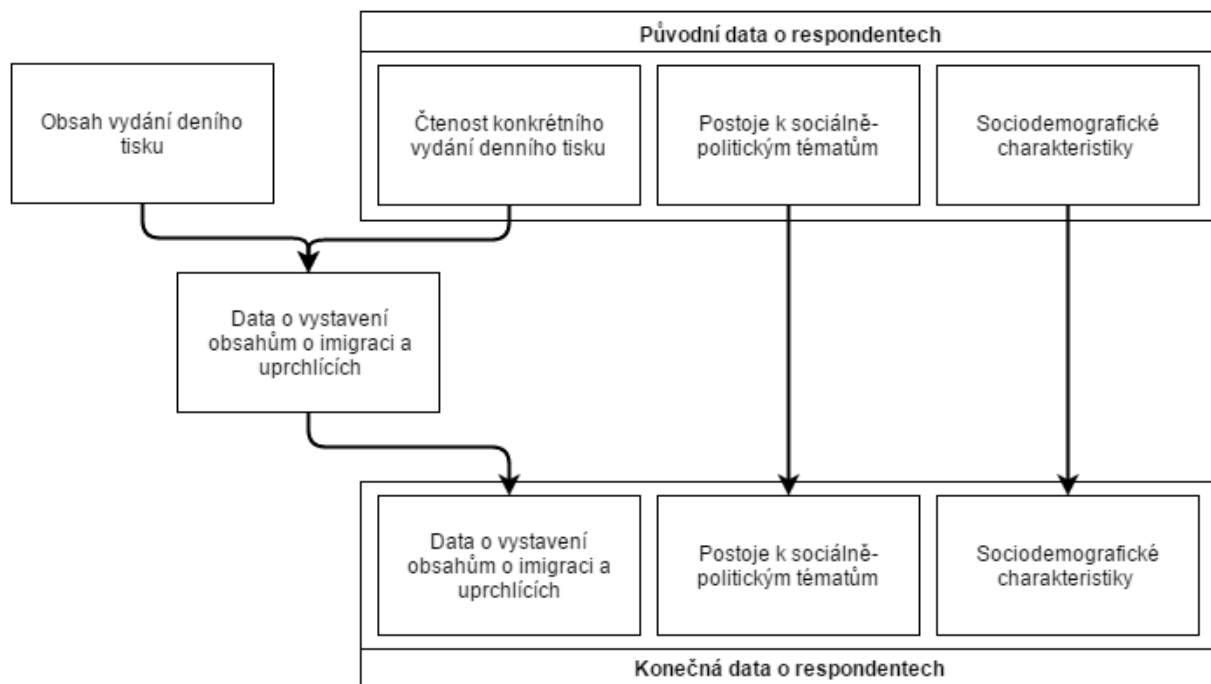 Původní data o respondentech
Obsah vydání deního
tisku
Čtenost konkrétního
vydání denního tisku
Postoje k sociálně-
politickým tématům
Sociodemografické
charakteristiky
Data o vystavení
obsahům o imigraci a
uprchlících
Data o vystavení
obsahům o imigraci a
uprchlících
Postoje k sociálně-
politickým tématům
Sociodemografické
charakteristiky
Konečná data o respondentech